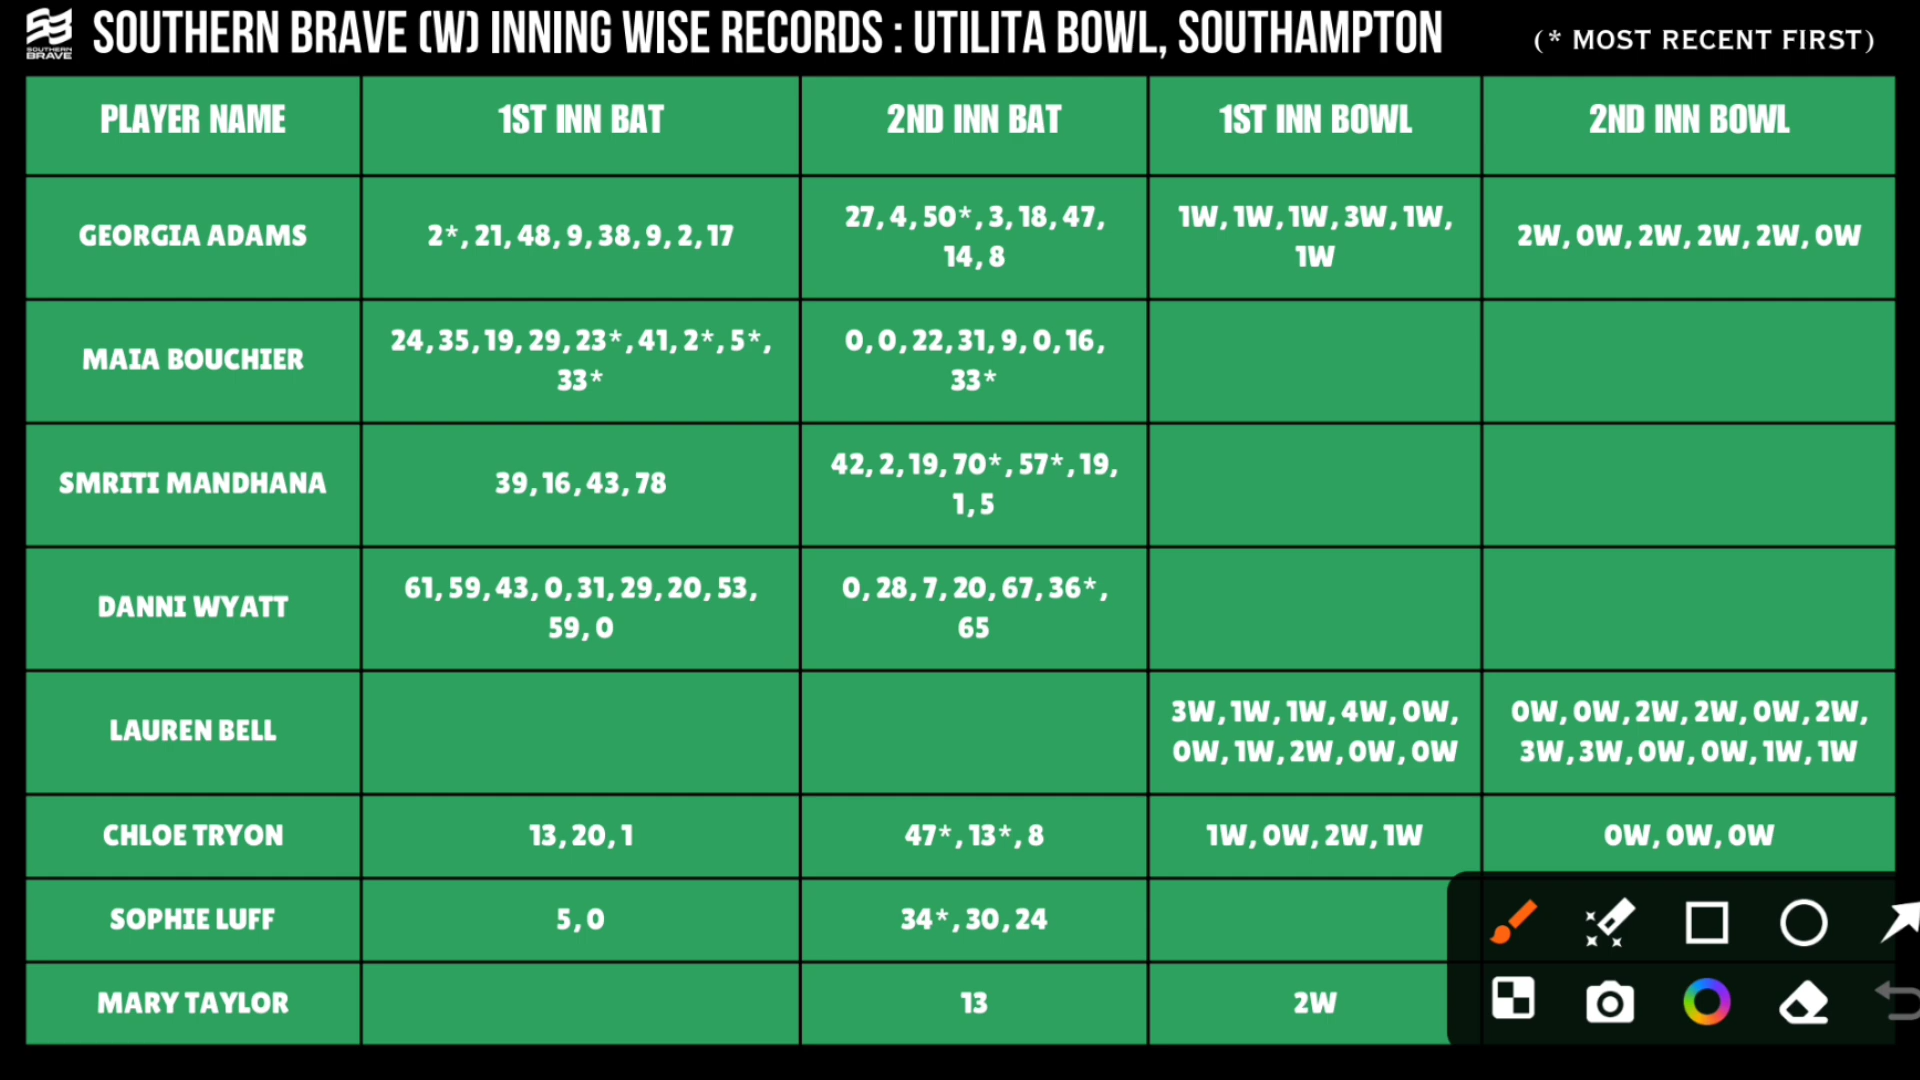 SOUTHERN BRAVE
SOUTHERN BRAVE (W) INNING WISE RECORDS : UTILITA BOWL, SOUTHAMPTON
(* MOST RECENT FIRST)
PLAYER NAME 1ST INN BAT 2ND INN BAT 1ST INN BOWL 2ND INN BOWL
GEORGIA ADAMS
2*, 21, 48, 9, 38, 9, 2, 17
27, 4, 50*, 3, 18, 47,
14, 8
1W, 1W, 1W, 3W, 1W,
1W
2W, 0W, 2W, 2W, 2W, 0W
MAIA BOUCHIER
24, 35, 19, 29, 23*, 41, 2*, 5*,
33*
0, 0, 22, 31, 9, 0, 16,
33*
SMRITI MANDHANA
39, 16, 43, 78
42, 2, 19, 70*, 57*, 19,
1, 5
DANNI WYATT
61, 59, 43, 0, 31, 29, 20, 53,
59, 0
0, 28, 7, 20, 67, 36*,
65
LAUREN BELL
3W, 1W, 1W, 4W, 0W,
0W, 1W, 2W, 0W, 0W
0W, 0W, 2W, 2W, 0W, 2W,
3W, 3W, 0W, 0W, 1W, 1W
CHLOE TRYON
13, 20, 1
47*, 13*, 8
1W, 0W, 2W, 1W
0W, 0W, 0W
SOPHIE LUFF
5, 0
34*, 30, 24
MARY TAYLOR
13
2W